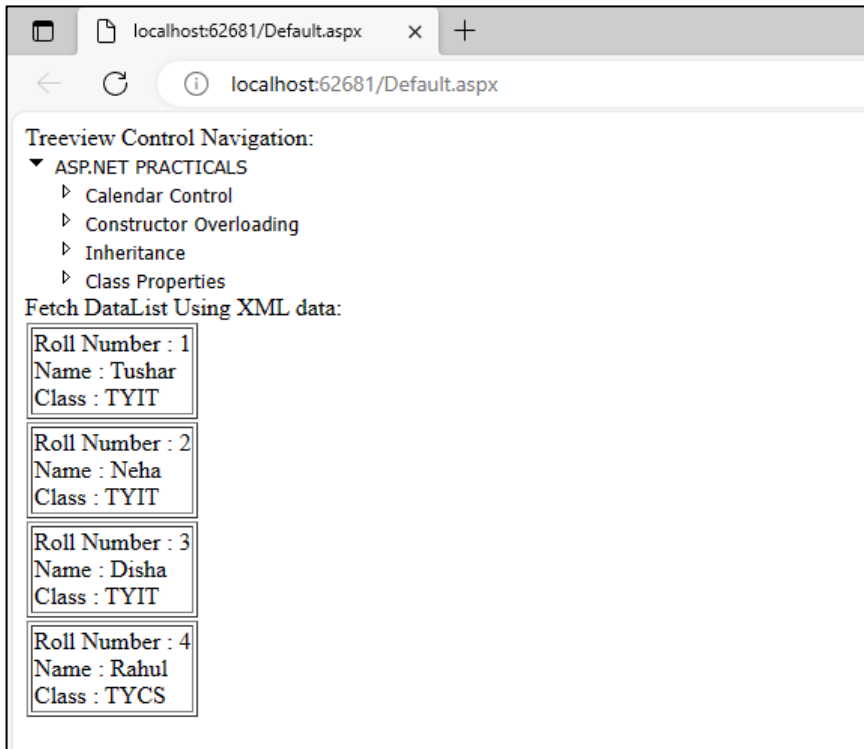 localhost:62681/Default.aspx
localhost:62681/Default.aspx
Treeview Control Navigation:
ASP.NET PRACTICALS
Calendar Control
Constructor Overloading
Inheritance
Class Properties
Fetch DataList Using XML data:
Roll Number : 1
Name : Tushar
Class : TYIT
Roll Number : 2
Name : Neha
Class : TYIT
Roll Number : 3
Name : Disha
Class : TYIT
Roll Number : 4
Name : Rahul
Class : TYCS